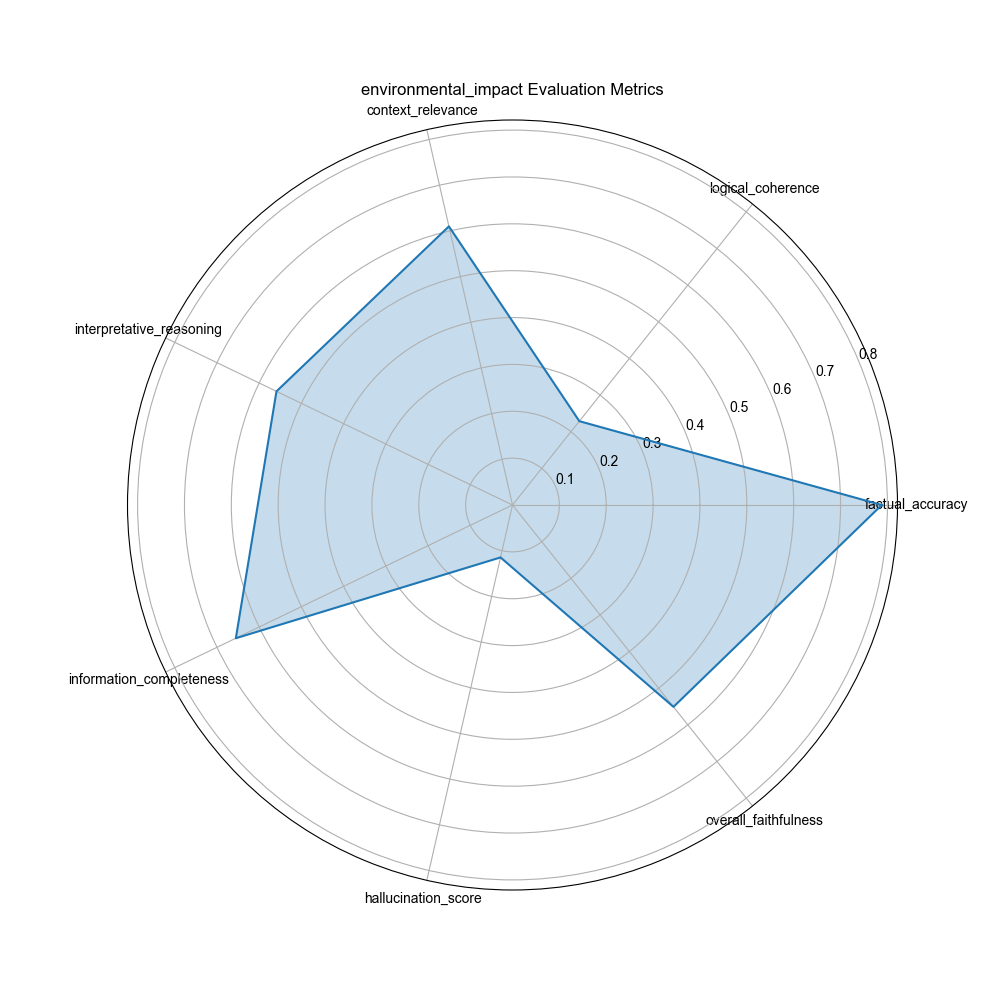 environmental_impact Evaluation Metrics
context_relevance
logical_coherence
interpretative_reasoning
0.8
0.7
0.6
0.5
0.4
0.3
0.2
0.1
factual_accuracy
information_completeness
overall_faithfulness
hallucination_score